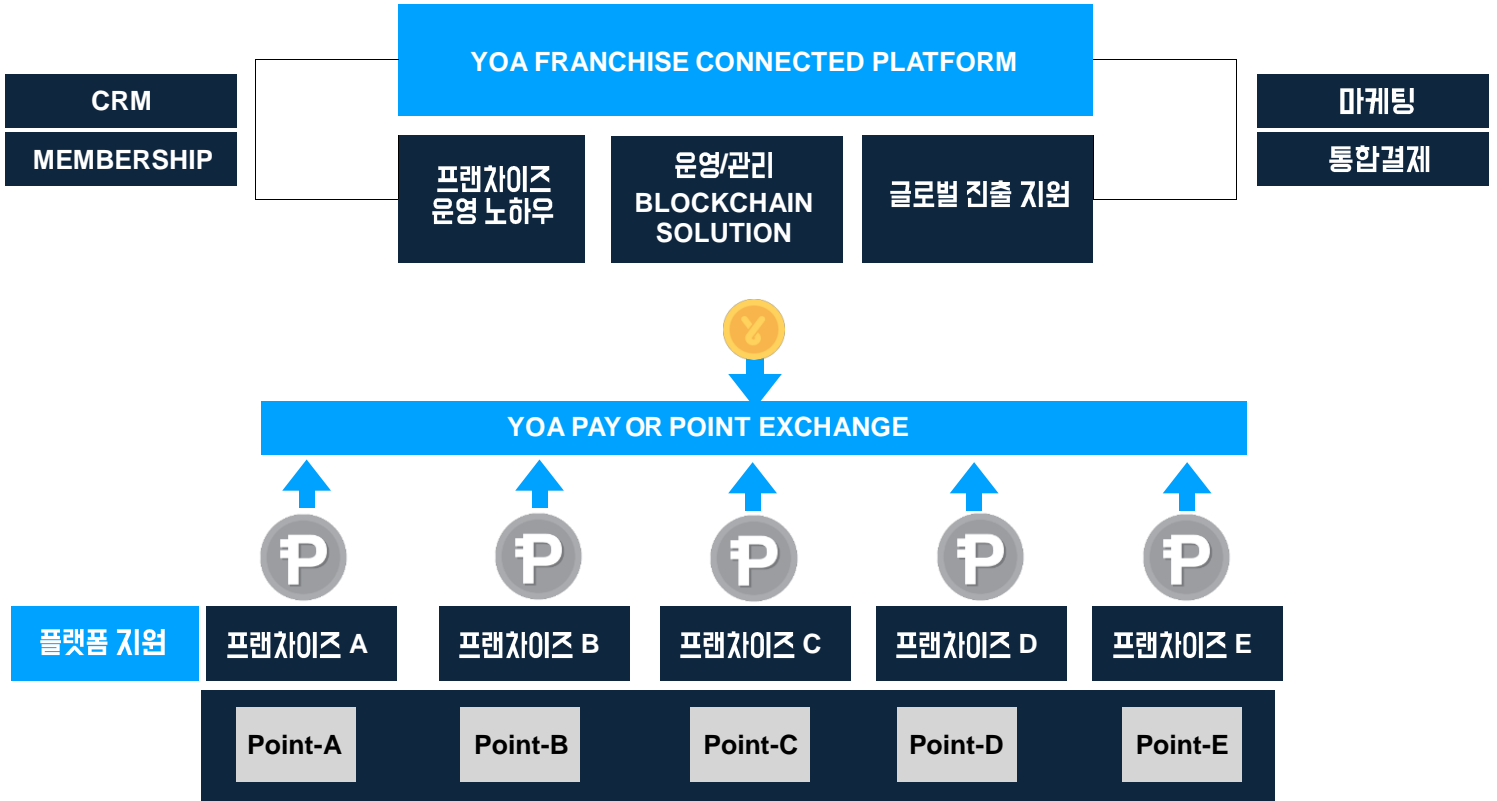 YOA FRANCHISE CONNECTED PLATFORM
CRM
MEMBERSHIP
마케팅
통합결제
프랜차이즈
운영 노하우
운영/관리
BLOCKCHAIN
SOLUTION
글로벌 진출 지원
YOA PAY OR POINT EXCHANGE
플랫폼 지원
프랜차이즈 A
프랜차이즈 B
프랜차이즈 C
프랜차이즈 D
프랜차이즈 E
Point-A
Point-B
Point-C
Point-D
Point-E